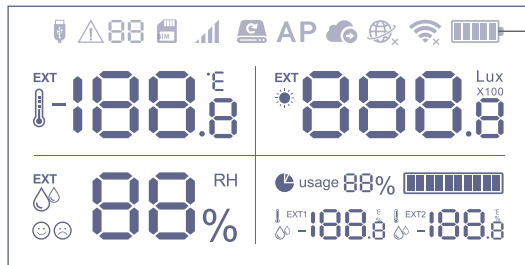 88 SIM AP
EXT -188.8 °E
EXT 888.8 Lux X100
EXT 88 RH %
usage 88%
EXT1 -188.8 °E % EXT2 -188.8 °E %